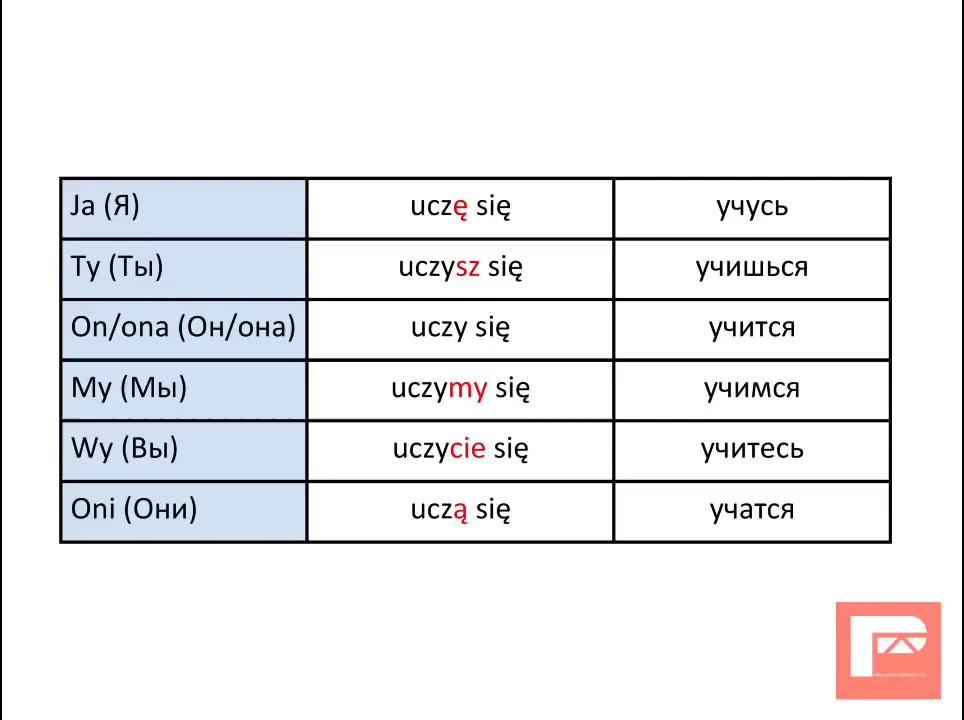 Ja (Я) uczę się учусь
Ty (Ты) uczysz się учишься
On/ona (Он/она) uczy się учится
My (Мы) uczymy się учимся
Wy (Вы) uczycie się учитесь
Oni (Они) uczą się учатся